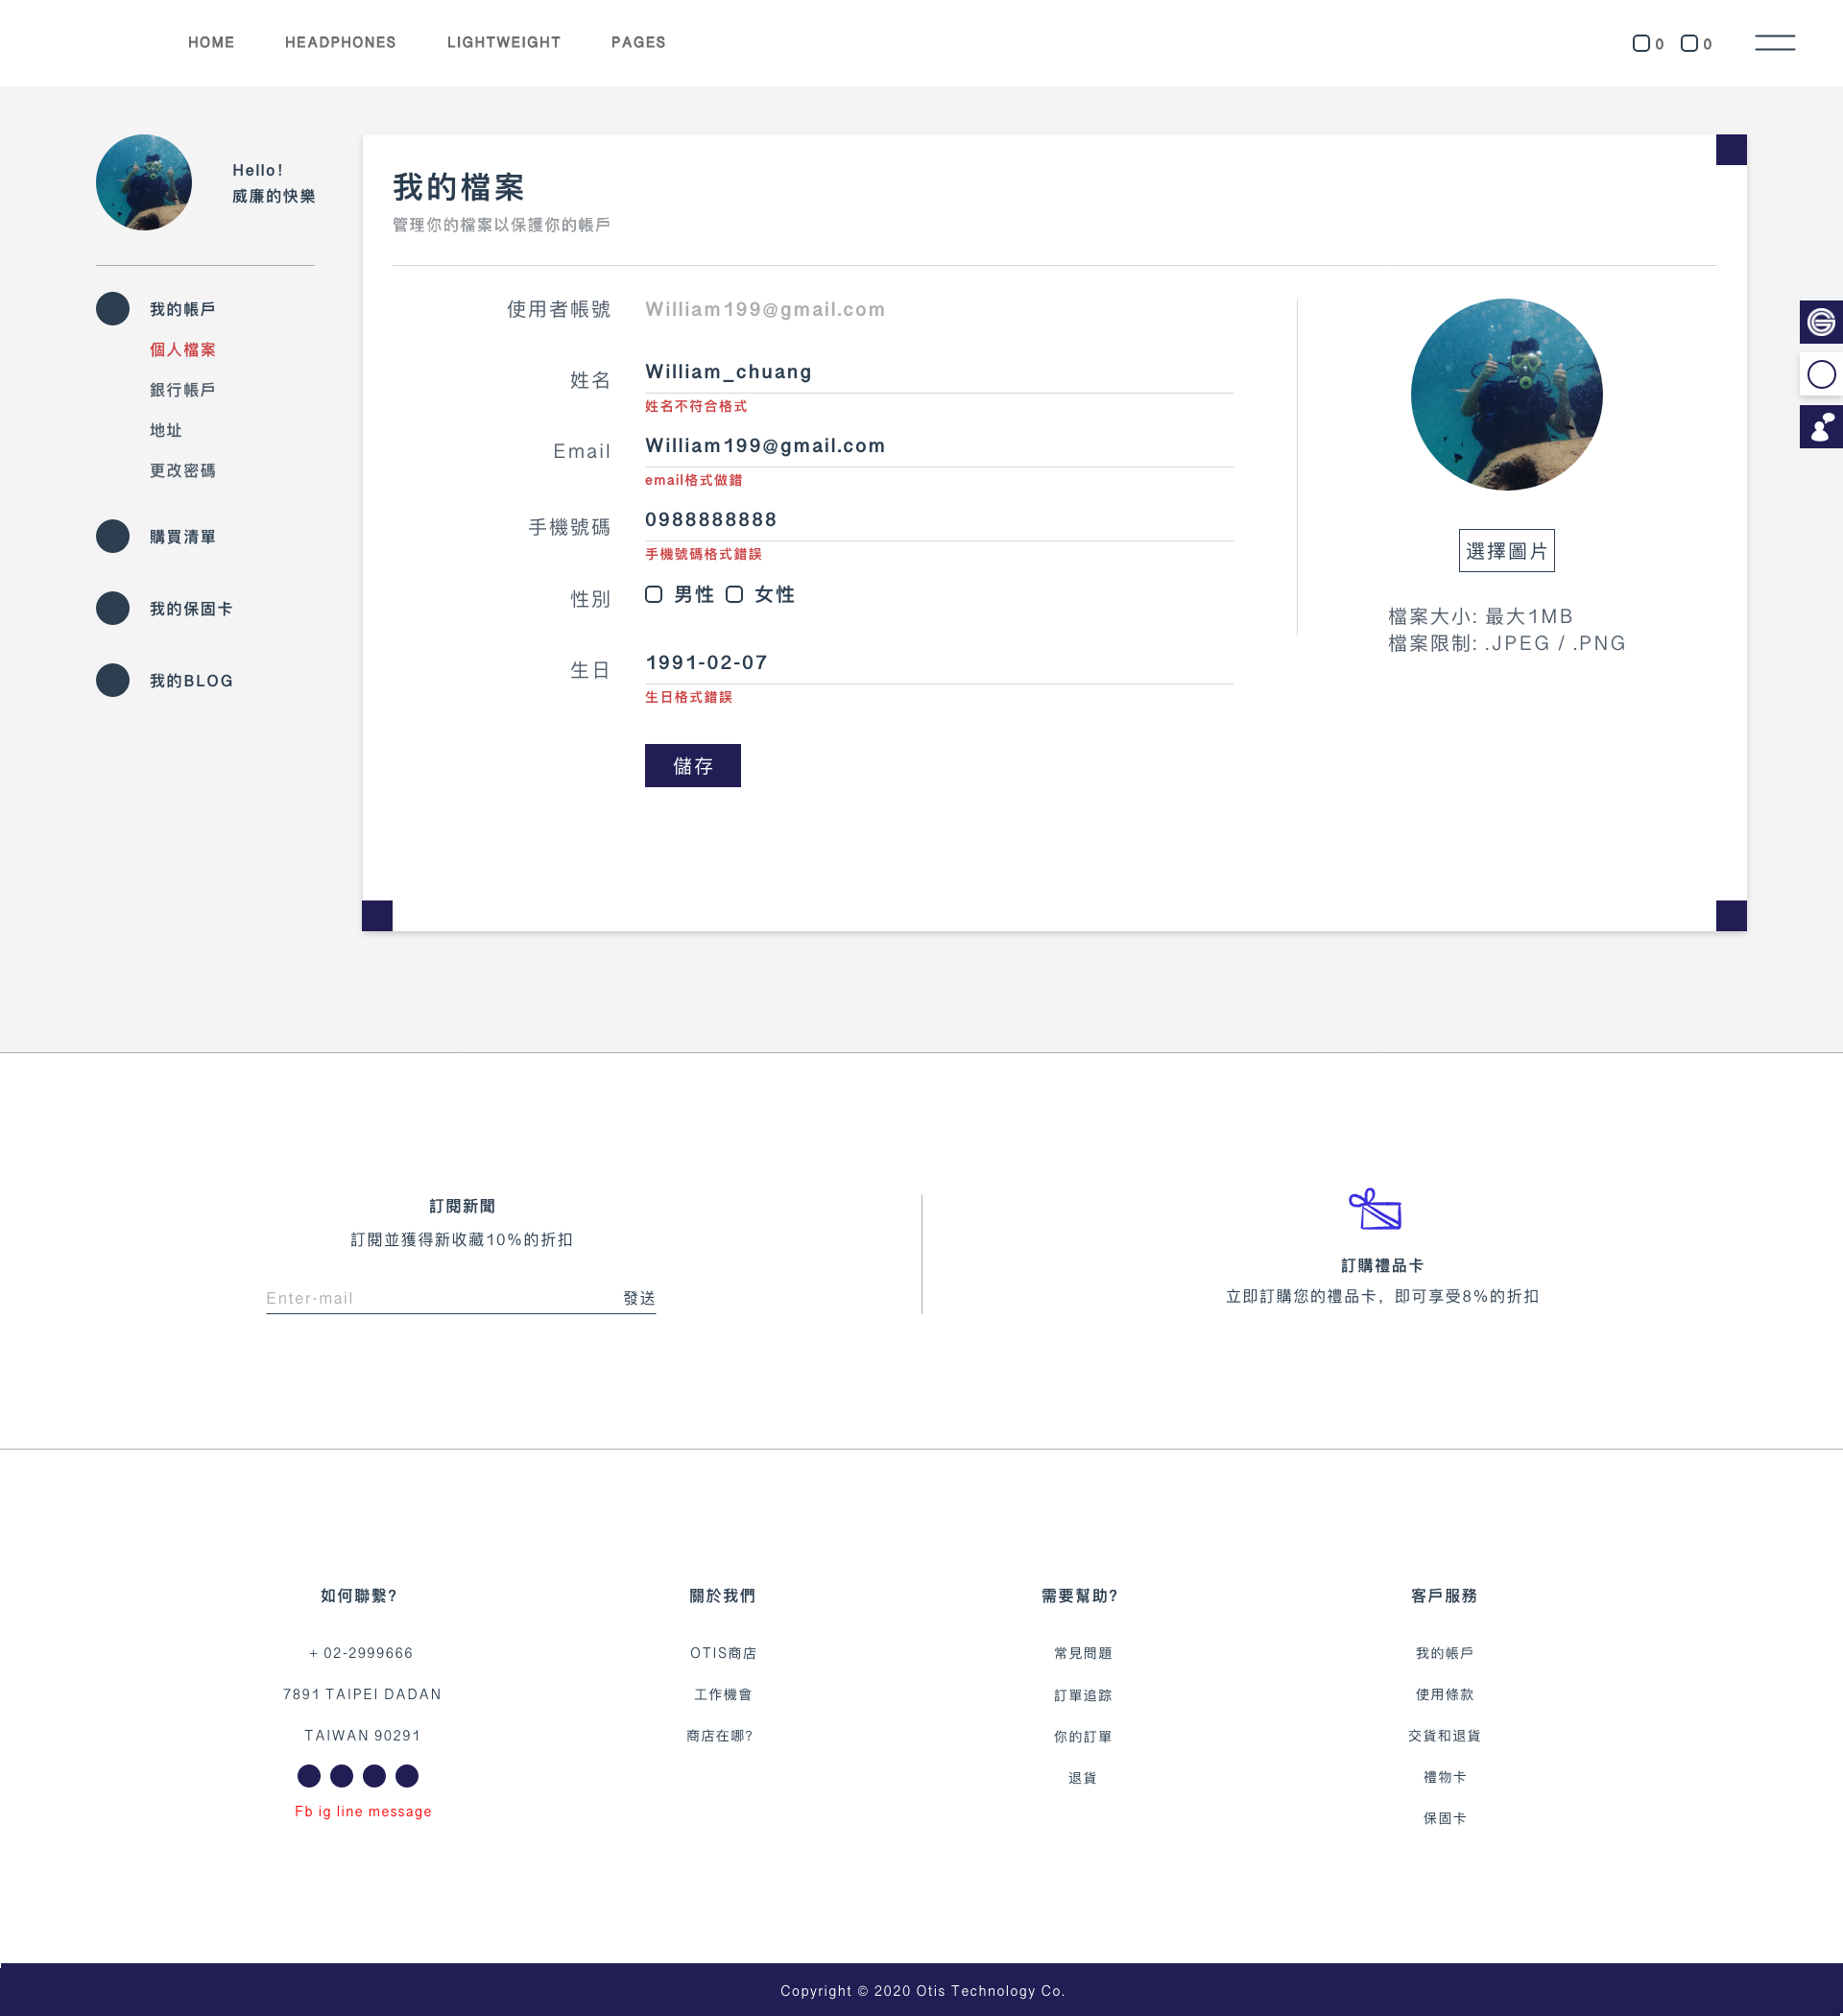 HOME HEADPHONES LIGHTWEIGHT PAGES 0 0
Hello!
威廉的快樂
我的帳戶
個人檔案
銀行帳戶
地址
更改密碼
購買清單
我的保固卡
我的BLOG
我的檔案
管理你的檔案以保護你的帳戶
使用者帳號 William199@gmail.com
姓名 William_chuang
姓名不符合格式
Email William199@gmail.com
email格式做錯
手機號碼 0988888888
手機號碼格式錯誤
性別 男性 女性
生日 1991-02-07
生日格式錯誤
儲存
選擇圖片
檔案大小: 最大1MB
檔案限制: .JPEG / .PNG
訂閱新聞
訂閱並獲得新收藏10%的折扣
Enter-mail 發送
訂購禮品卡
立即訂購您的禮品卡，即可享受8%的折扣
如何聯繫?
+ 02-2999666
7891 TAIPEI DADAN
TAIWAN 90291
Fb ig line message
關於我們
OTIS商店
工作機會
商店在哪?
需要幫助?
常見問題
訂單追踪
你的訂單
退貨
客戶服務
我的帳戶
使用條款
交貨和退貨
禮物卡
保固卡
Copyright © 2020 Otis Technology Co.